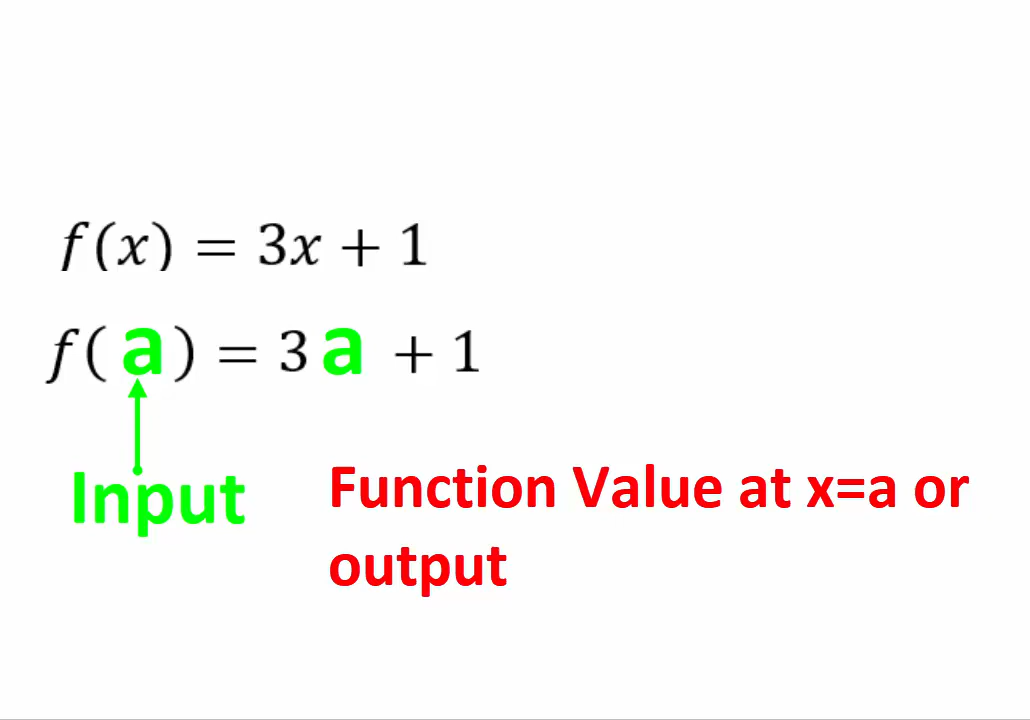 f(x) = 3x + 1
f( a ) = 3 a + 1
Input
Function Value at x=a or
output